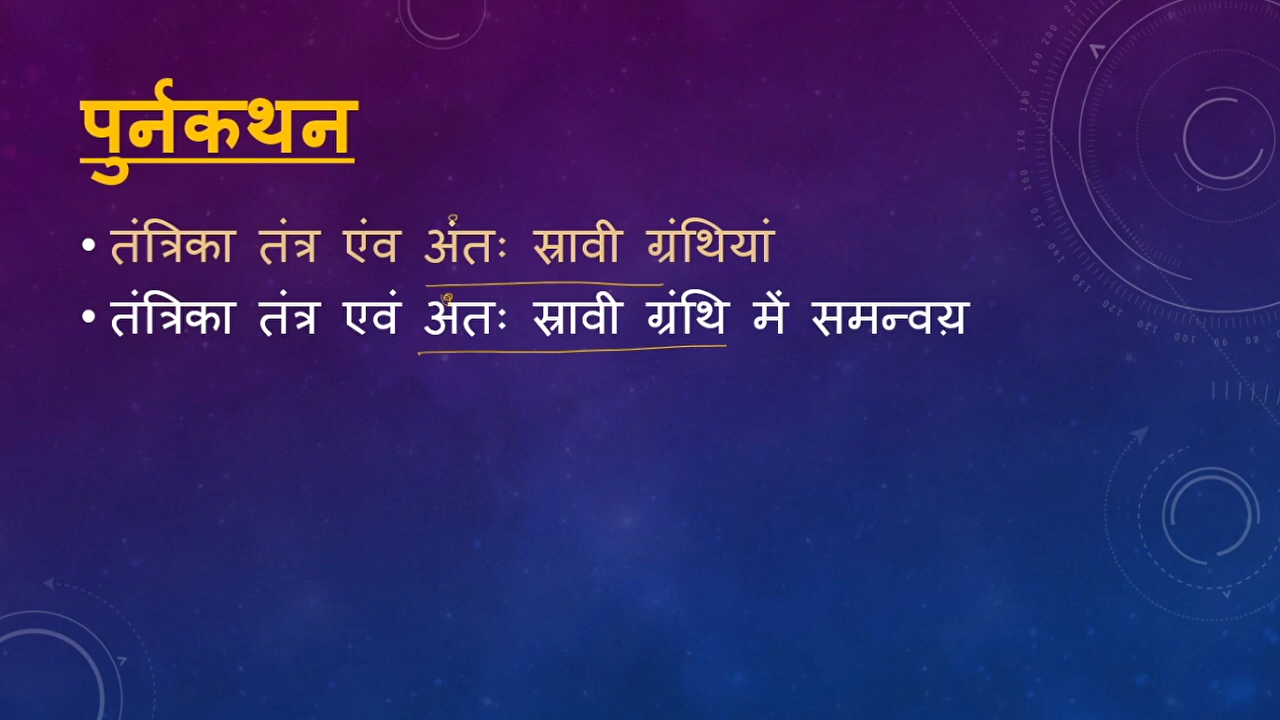 पुर्नकथन
• तंत्रिका तंत्र एंव अंतः स्रावी ग्रंथियां
• तंत्रिका तंत्र एवं अंतः स्रावी ग्रंथि में समन्वय़